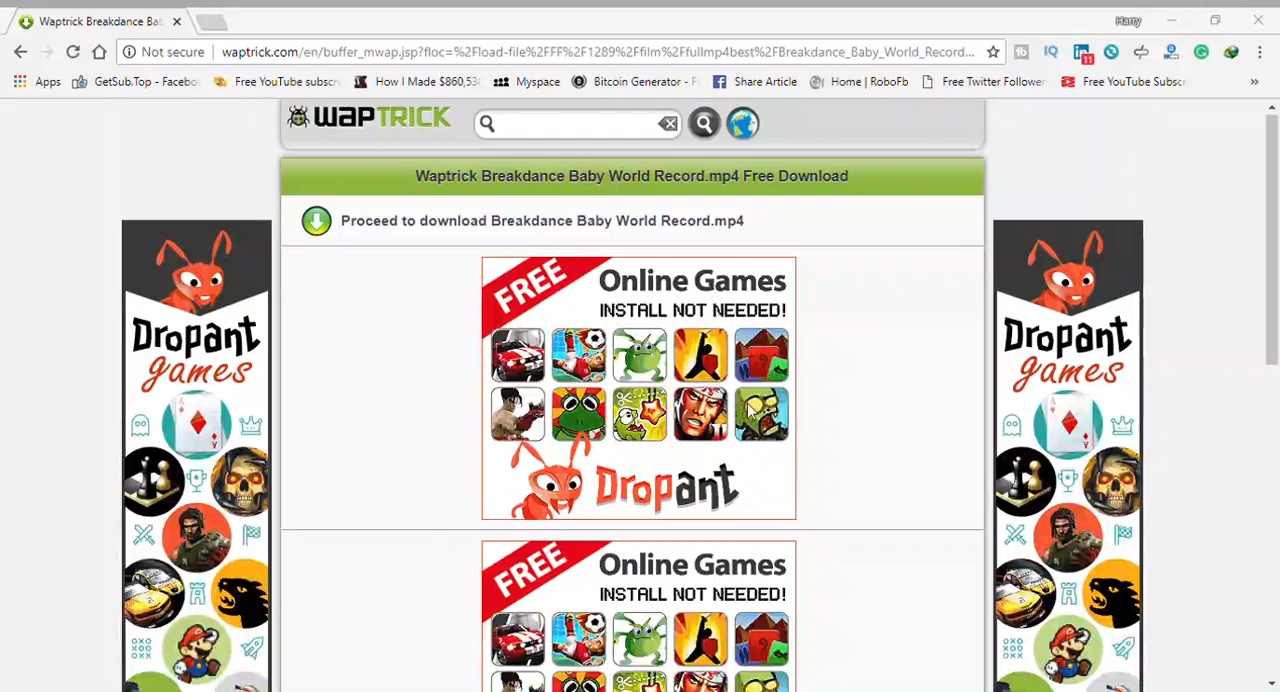 Waptrick Breakdance Bab
Harry
Not secure
waptrick.com/en/buffer_mwap.jsp?floc=%2Fload-file%2FFF%2F1289%2Ffilm%2Ffullmp4best%2FBreakdance_Baby_World_Record...
Apps
GetSub.Top - Facebo
Free YouTube subscr
How I Made $860,53
Myspace
Bitcoin Generator - F
Share Article
Home | RoboFb
Free Twitter Follower
Free YouTube Subsc
»
11
WAPTRICK
Waptrick Breakdance Baby World Record.mp4 Free Download
Proceed to download Breakdance Baby World Record.mp4
Dropant
games
FREE
Online Games
INSTALL NOT NEEDED!
Dropant
FREE
Online Games
INSTALL NOT NEEDED!
Dropant
games